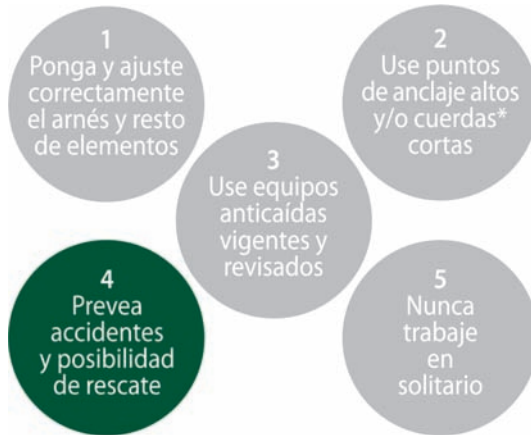 1
Ponga y ajuste
correctamente
el arnés y resto
de elementos
2
Use puntos
de anclaje altos
y/o cuerdas*
cortas
3
Use equipos
anticaídas
vigentes y
revisados
4
Prevea
accidentes
y posibilidad
de rescate
5
Nunca
trabaje
en
solitario